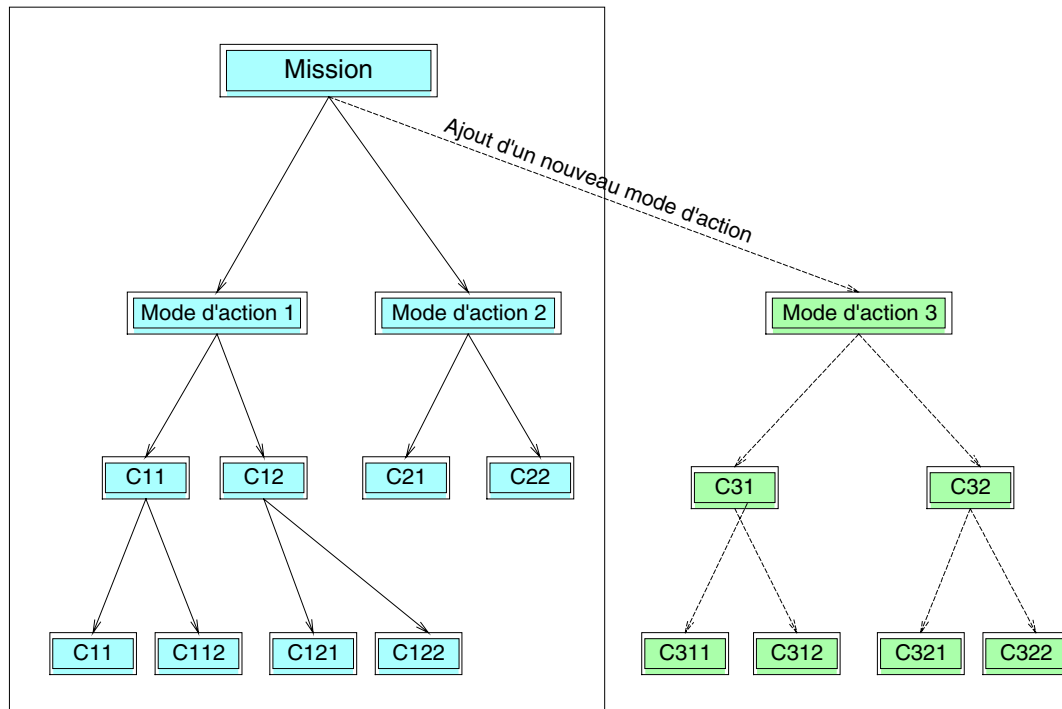 Mission
Ajout d'un nouveau mode d'action
Mode d'action 1
Mode d'action 2
Mode d'action 3
C11
C12
C21
C22
C31
C32
C11
C112
C121
C122
C311
C312
C321
C322